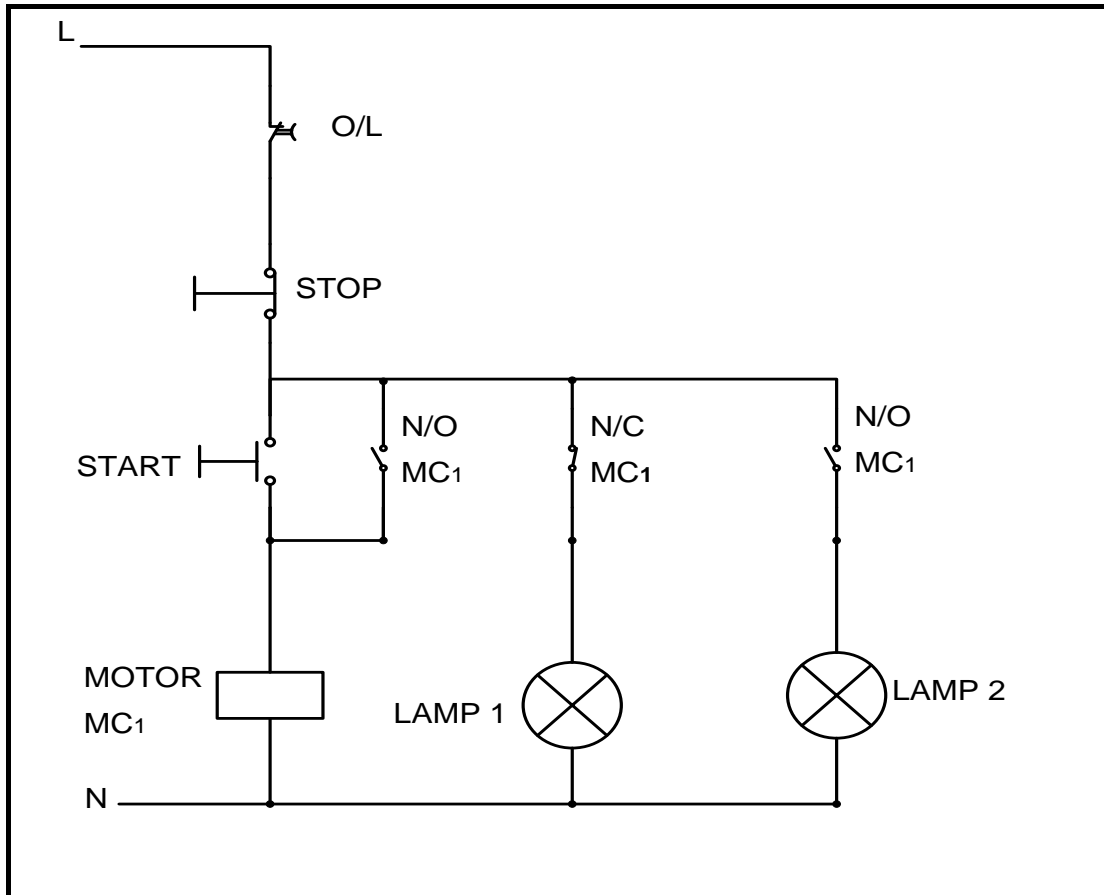 L
O/L
STOP
START
N/O
MC1
N/C
MC1
N/O
MC1
MOTOR
MC1
LAMP 1
LAMP 2
N